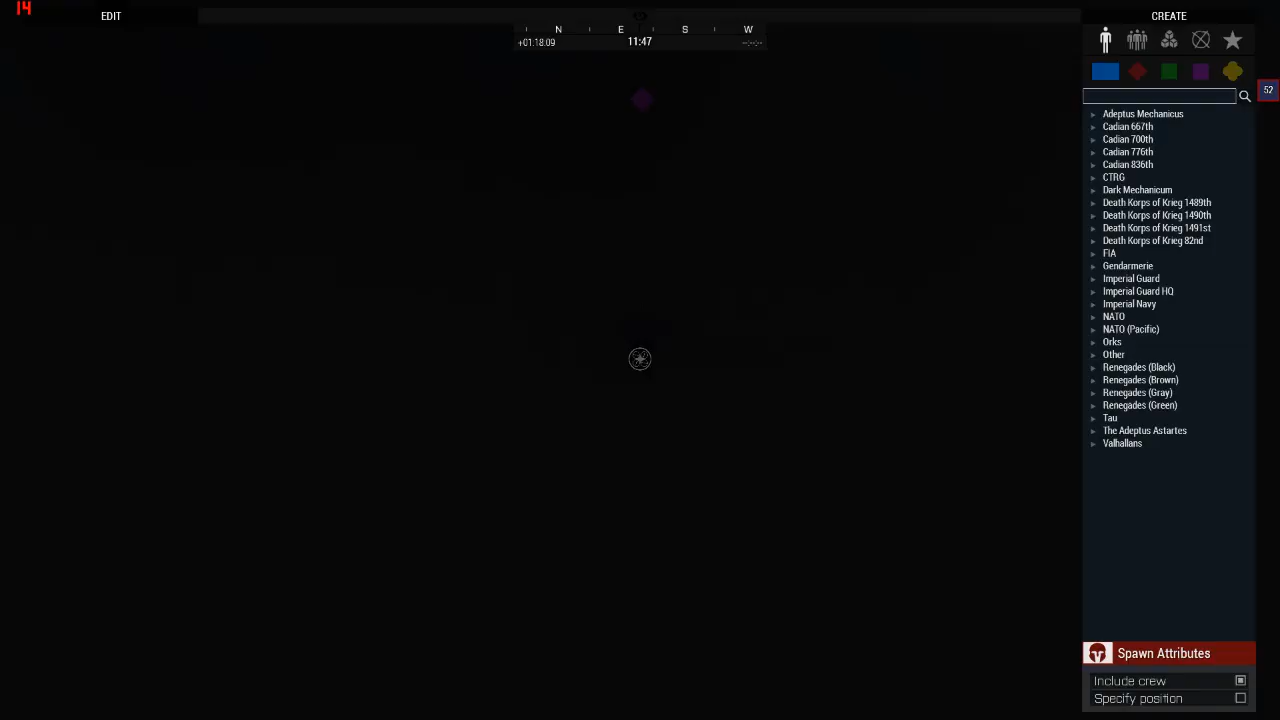 14
EDIT
CREATE
N E S W
+01:18:09
11:47
--:--
52
Adeptus Mechanicus
Cadian 667th
Cadian 700th
Cadian 776th
Cadian 836th
CTRG
Dark Mechanicum
Death Korps of Krieg 1489th
Death Korps of Krieg 1490th
Death Korps of Krieg 1491st
Death Korps of Krieg 82nd
FIA
Gendarmerie
Imperial Guard
Imperial Guard HQ
Imperial Navy
NATO
NATO (Pacific)
Orks
Other
Renegades (Black)
Renegades (Brown)
Renegades (Gray)
Renegades (Green)
Tau
The Adeptus Astartes
Valhallans
Spawn Attributes
Include crew
Specify position